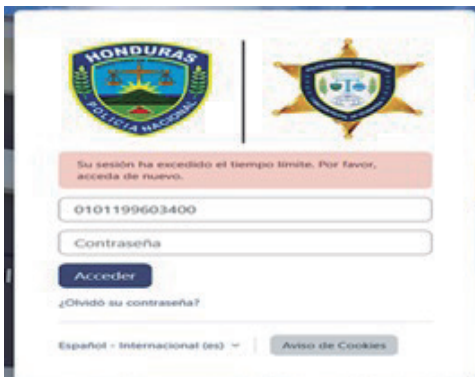 HONDURAS
POLICIA NACIONAL
Su sesión ha excedido el tiempo límite. Por favor,
acceda de nuevo.
0101199603400
Contraseña
Acceder
¿Olvidó su contraseña?
Español - Internacional (es)
Aviso de Cookies